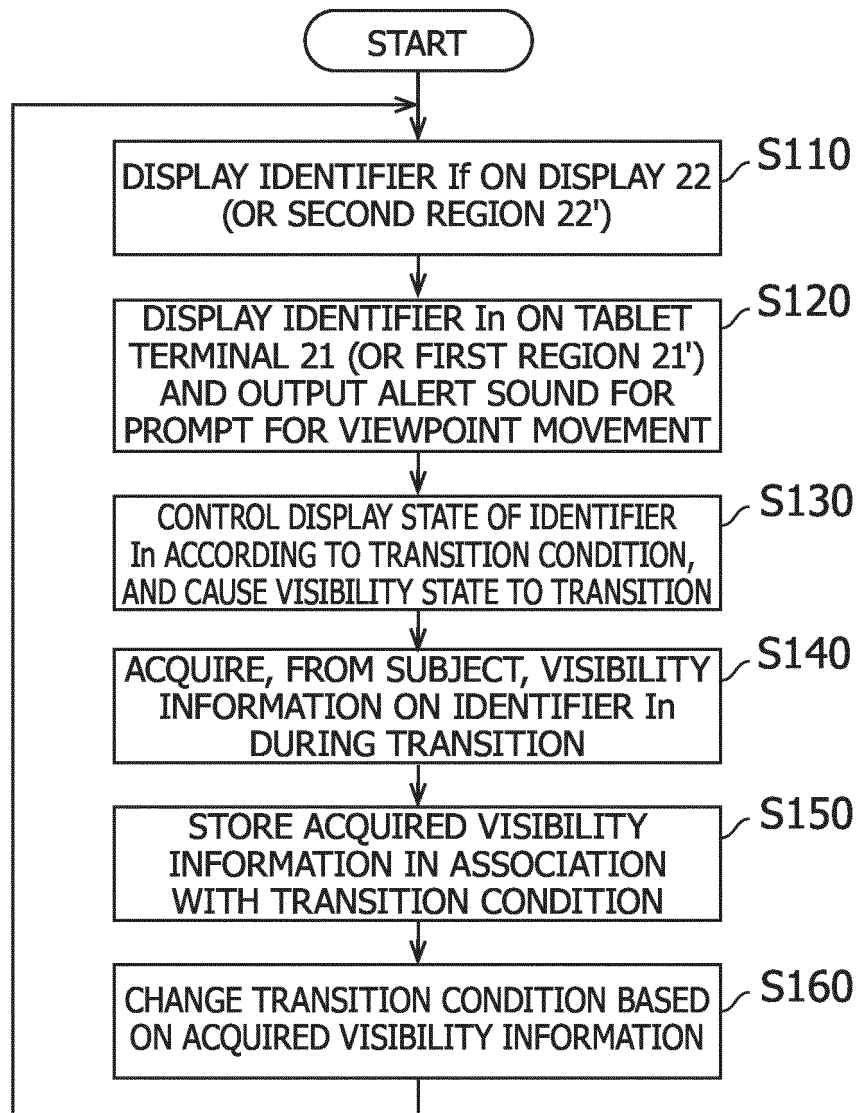 START
DISPLAY IDENTIFIER If ON DISPLAY 22
(OR SECOND REGION 22')
S110
DISPLAY IDENTIFIER In ON TABLET
TERMINAL 21 (OR FIRST REGION 21')
AND OUTPUT ALERT SOUND FOR
PROMPT FOR VIEWPOINT MOVEMENT
S120
CONTROL DISPLAY STATE OF IDENTIFIER
In ACCORDING TO TRANSITION CONDITION,
AND CAUSE VISIBILITY STATE TO TRANSITION
S130
ACQUIRE, FROM SUBJECT, VISIBILITY
INFORMATION ON IDENTIFIER In
DURING TRANSITION
S140
STORE ACQUIRED VISIBILITY
INFORMATION IN ASSOCIATION
WITH TRANSITION CONDITION
S150
CHANGE TRANSITION CONDITION BASED
ON ACQUIRED VISIBILITY INFORMATION
S160